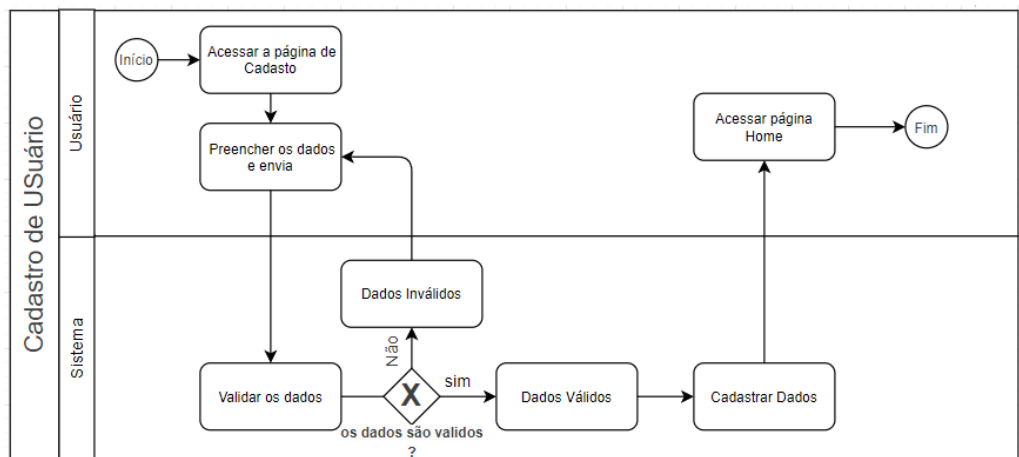 Cadastro de USuário
Usuário
Início
Acessar a página de
Cadasto
Preencher os dados
e envia
Acessar página
Home
Fim
Sistema
Dados Inválidos
Não
Validar os dados
X
sim
os dados são validos
?
Dados Válidos
Cadastrar Dados